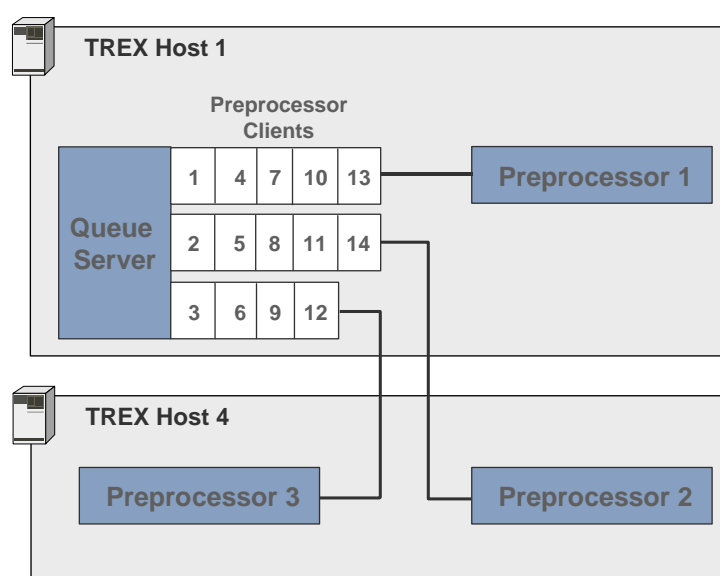 TREX Host 1
Preprocessor
Clients
1 4 7 10 13
Preprocessor 1
Queue
Server
2 5 8 11 14
3 6 9 12
TREX Host 4
Preprocessor 3
Preprocessor 2